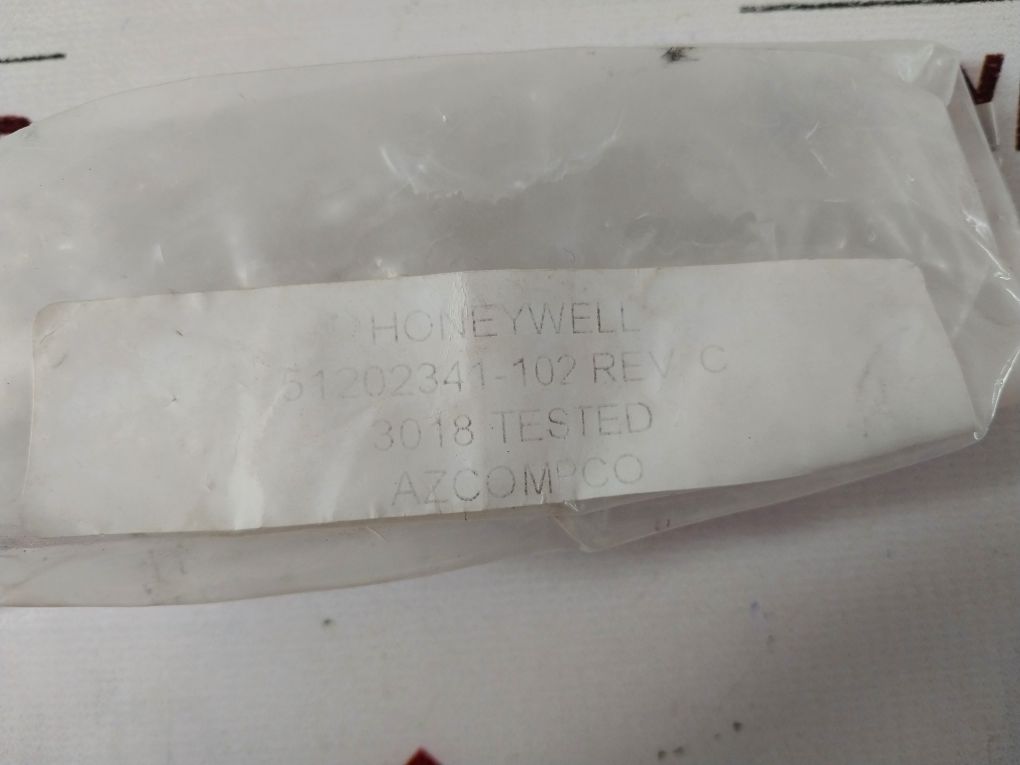 HONEYWELL
51202341-102 REV C
3018 TESTED
AZCOMPCO